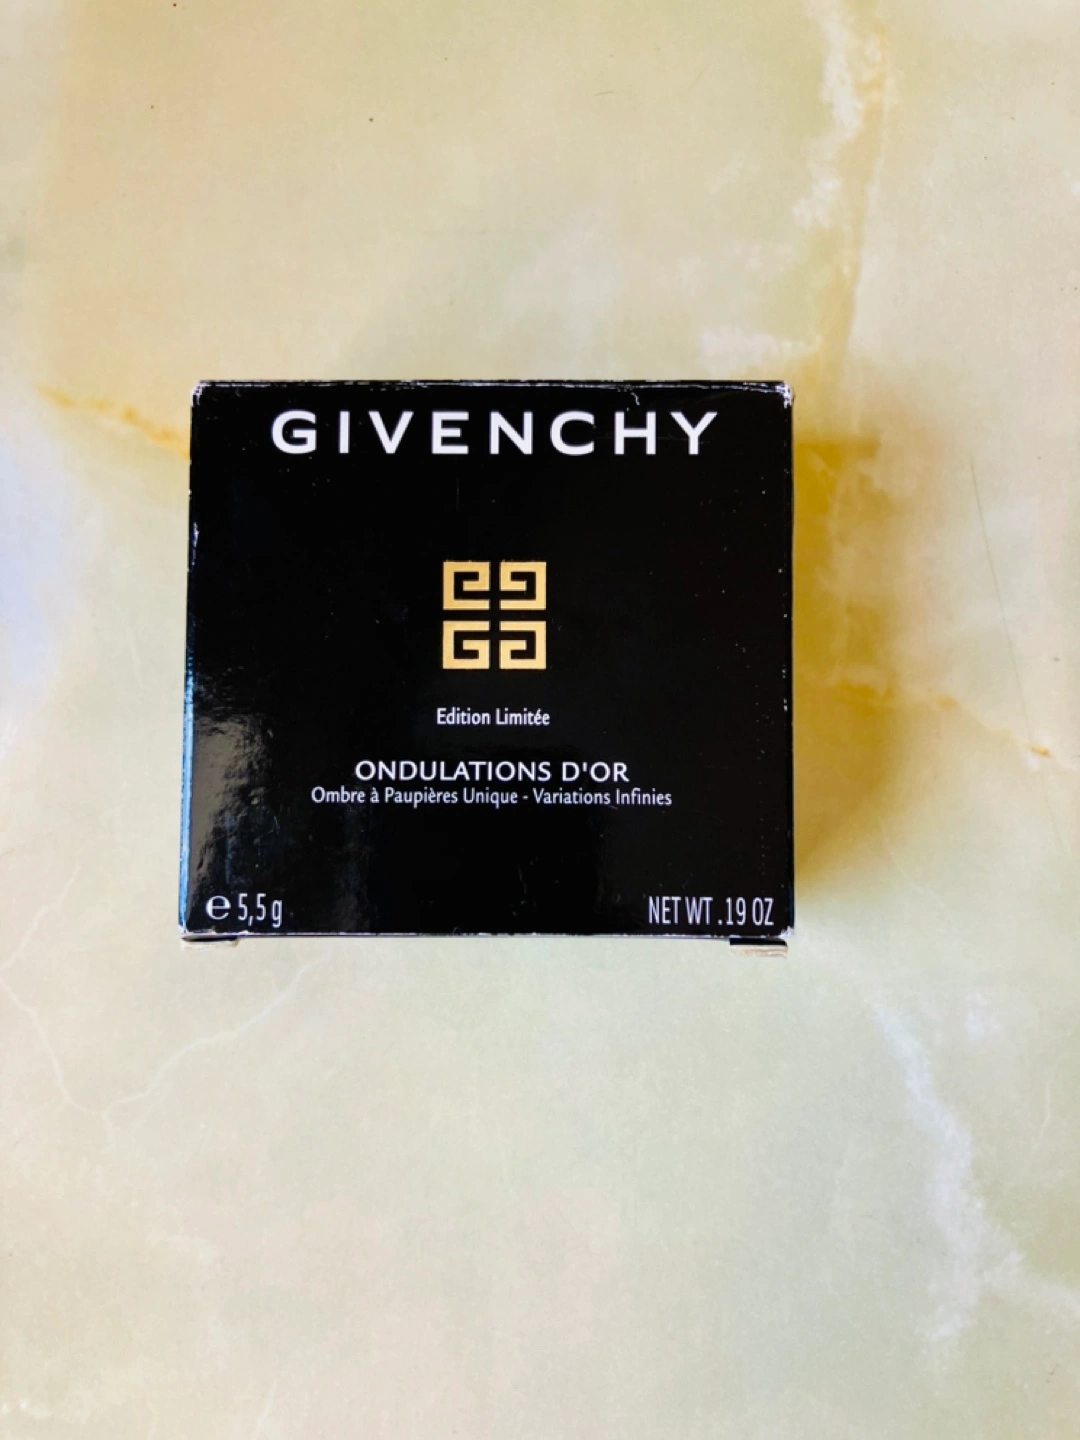 GIVENCHY
Edition Limitée
ONDULATIONS D'OR
Ombre à Paupières Unique - Variations Infinies
℮ 5,5 g
NET WT .19 OZ